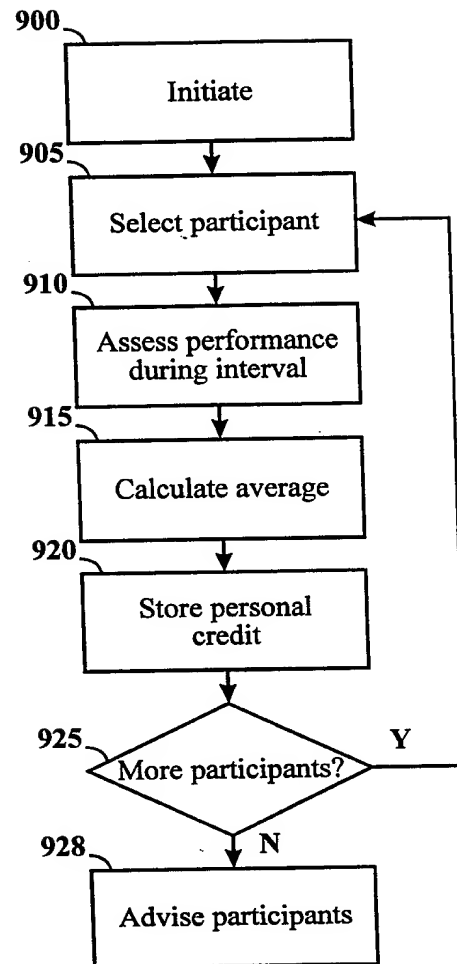 900
Initiate
905
Select participant
910
Assess performance
during interval
915
Calculate average
920
Store personal
credit
925
More participants?
Y
N
928
Advise participants